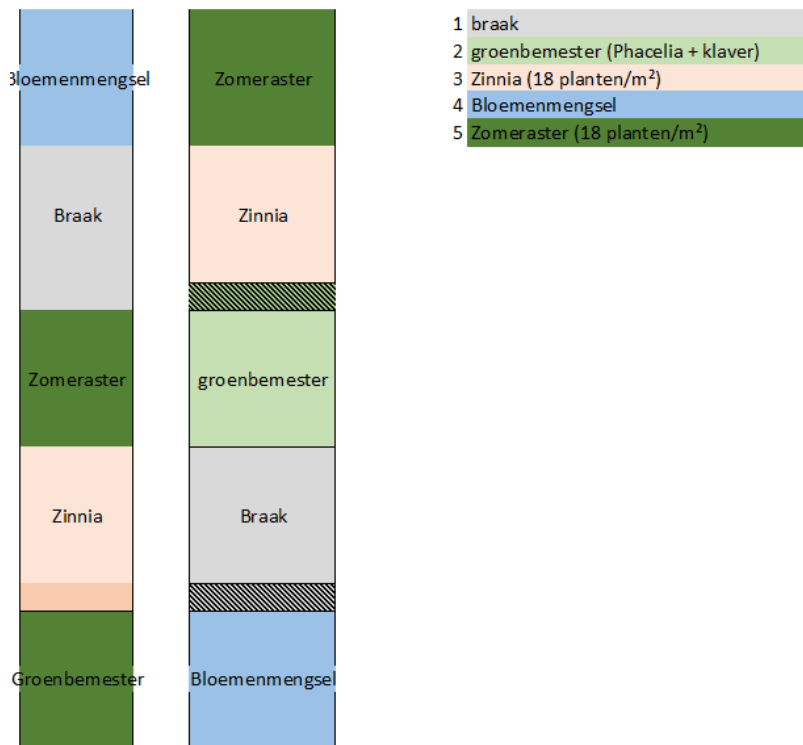 Bloemenmengsel
Braak
Zomeraster
Zinnia
Groenbemester
Zomeraster
Zinnia
groenbemester
Braak
Bloemenmengsel
1 braak
2 groenbemester (Phacelia + klaver)
3 Zinnia (18 planten/m²)
4 Bloemenmengsel
5 Zomeraster (18 planten/m²)